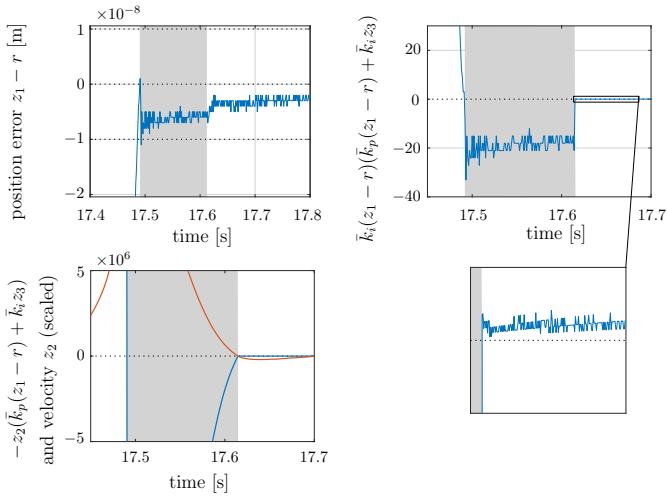 ×10⁻⁸
position error z₁ − r [m]
1
0
−1
−2
17.4 17.5 17.6 17.7 17.8
time [s]
k̄ᵢ(z₁ − r)(k̄ₚ(z₁ − r) + k̄ᵢz₃)
20
0
−20
−40
17.5 17.6 17.7
time [s]
×10⁶
−z₂(k̄ₚ(z₁ − r) + k̄ᵢz₃)
and velocity z₂ (scaled)
5
0
−5
17.5 17.6 17.7
time [s]